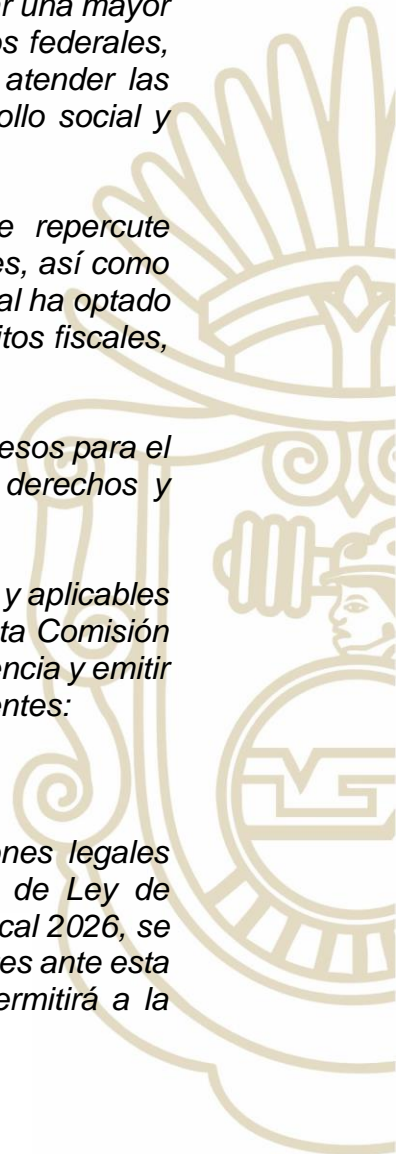 r una mayor
os federales,
atender las
ollo social y
e repercute
es, así como
al ha optado
itos fiscales,
esos para el
derechos y
y aplicables
ta Comisión
encia y emitir
entes:
ones legales
de Ley de
cal 2026, se
es ante esta
ermitirá a la